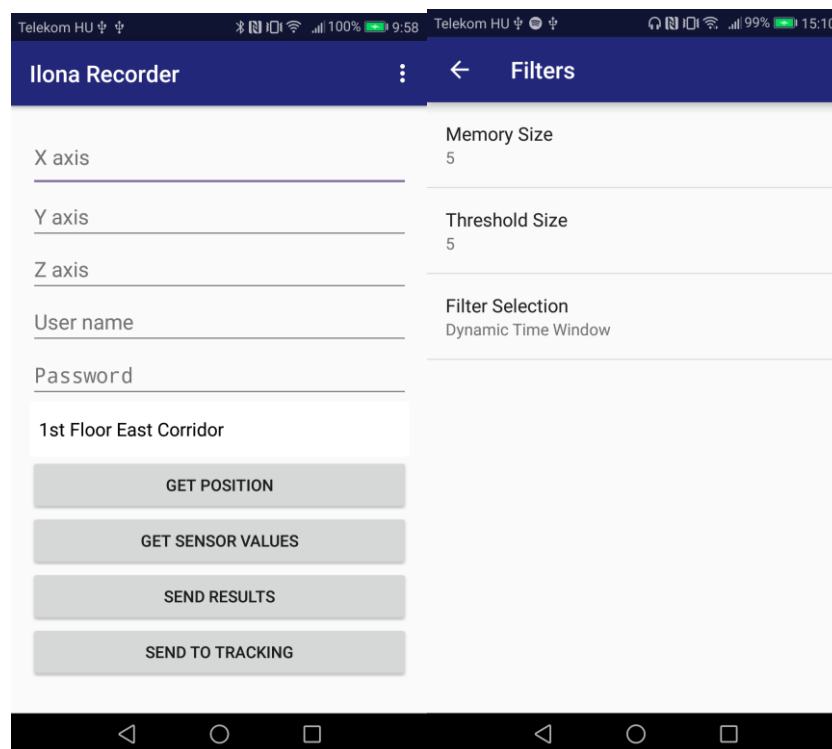 Telekom HU 100% 9:58
Ilona Recorder
X axis
Y axis
Z axis
User name
Password
1st Floor East Corridor
GET POSITION
GET SENSOR VALUES
SEND RESULTS
SEND TO TRACKING
Telekom HU 99% 15:10
Filters
Memory Size
5
Threshold Size
5
Filter Selection
Dynamic Time Window